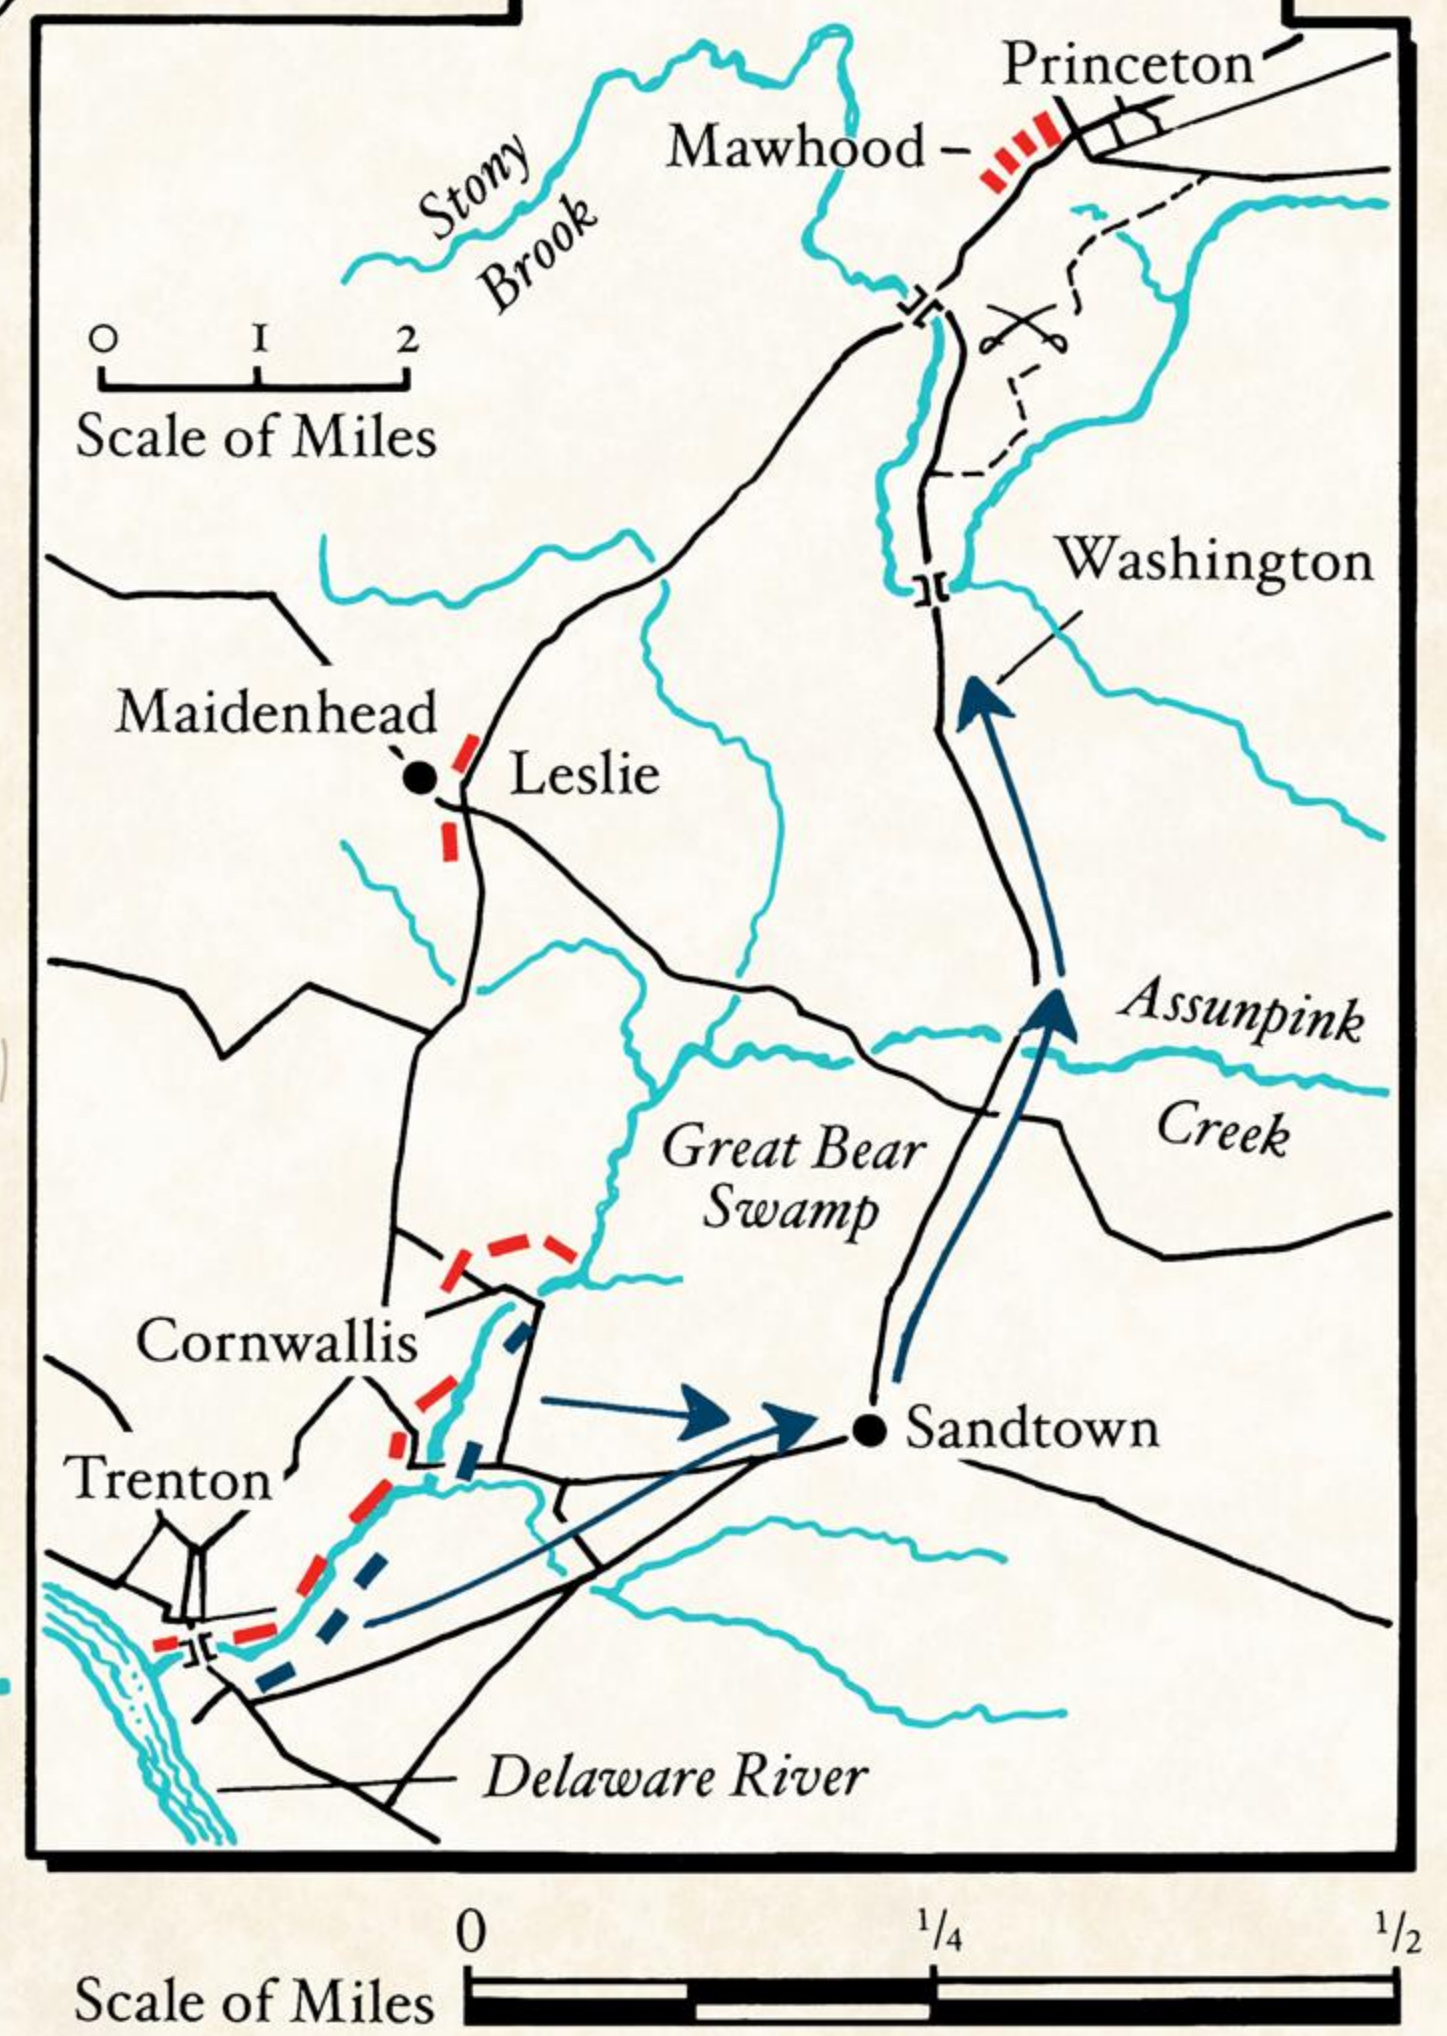 Princeton
Mawhood
Stony
Brook
0 1 2
Scale of Miles
Washington
Maidenhead
Leslie
Assunpink
Creek
Great Bear
Swamp
Cornwallis
Sandtown
Trenton
Delaware River
0 1/4 1/2
Scale of Miles